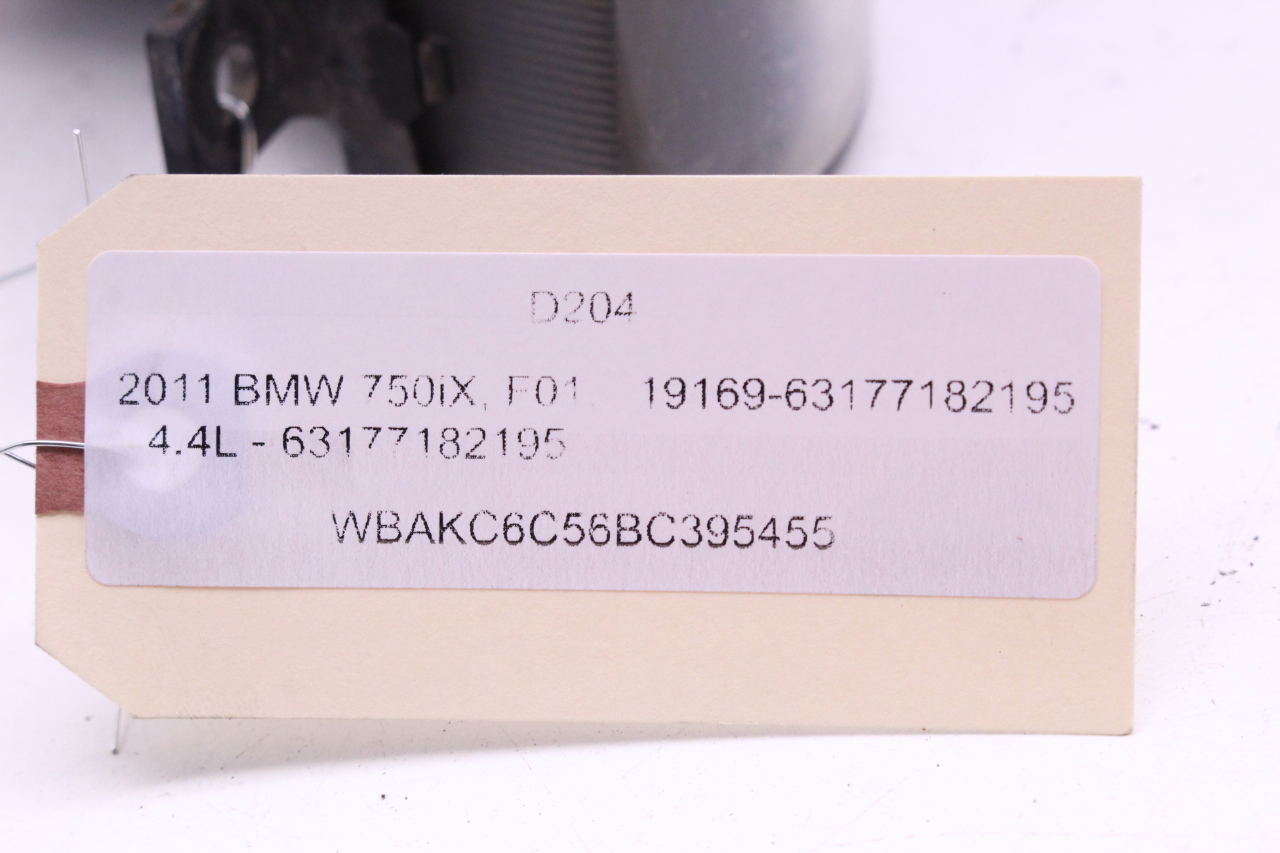 D204
2011 BMW 750iX, F01, 19169-63177182195
4.4L - 63177182195
WBAKC6C56BC395455